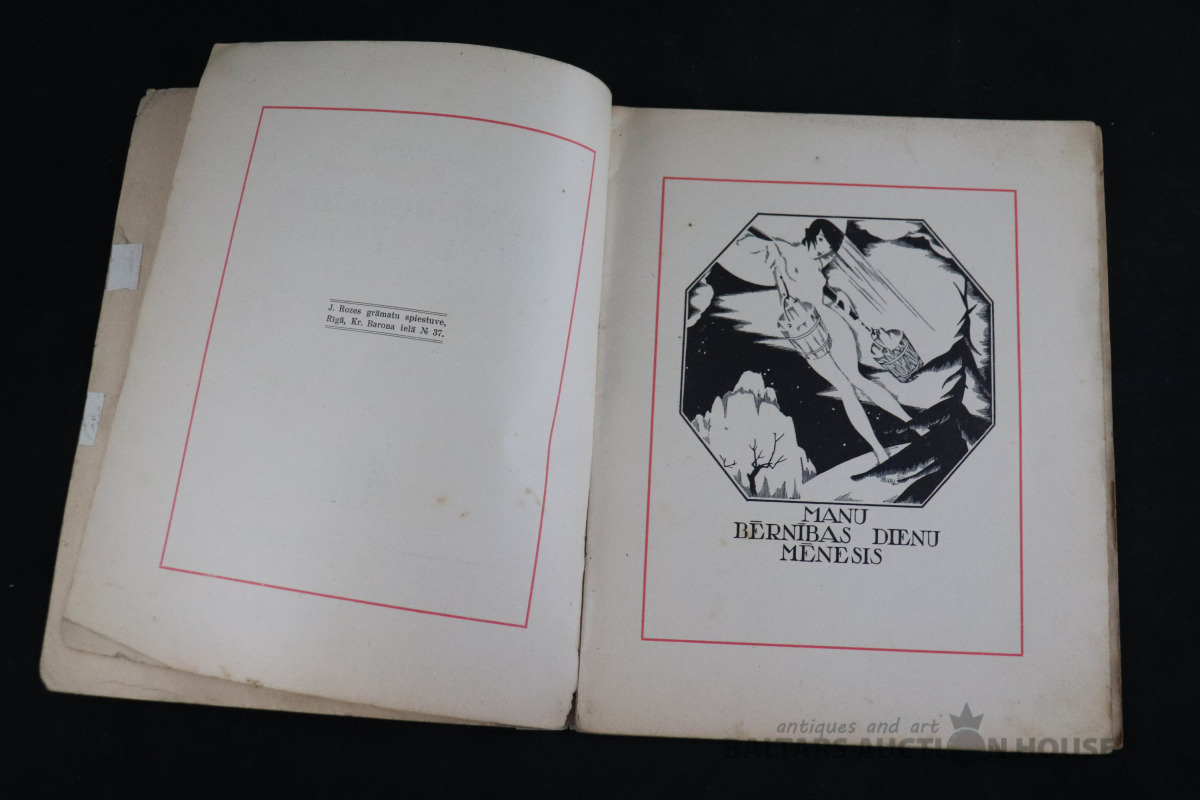 J. Rozes grāmatu spiestuve,
Rīgā, Kr. Barona ielā № 37.
MANU
BĒRNĪBAS DIENU
MĒNESIS
antiques and art
BALTARS AUCTION HOUSE